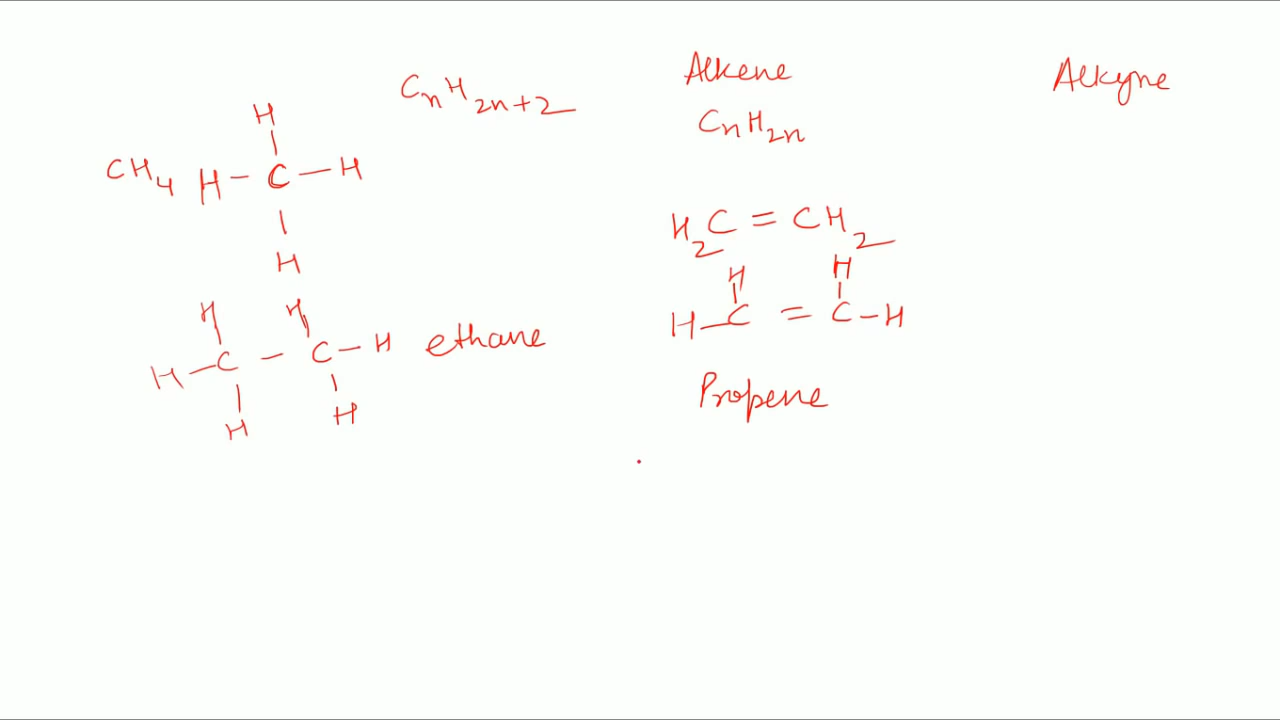 CnH2n+2
H
|
CH4 H – C – H
|
H
H H
| |
H – C – C – H ethane
| |
H H
Alkene
CnH2n
H2C = CH2
H H
| |
H – C = C – H
Propene
Alkyne